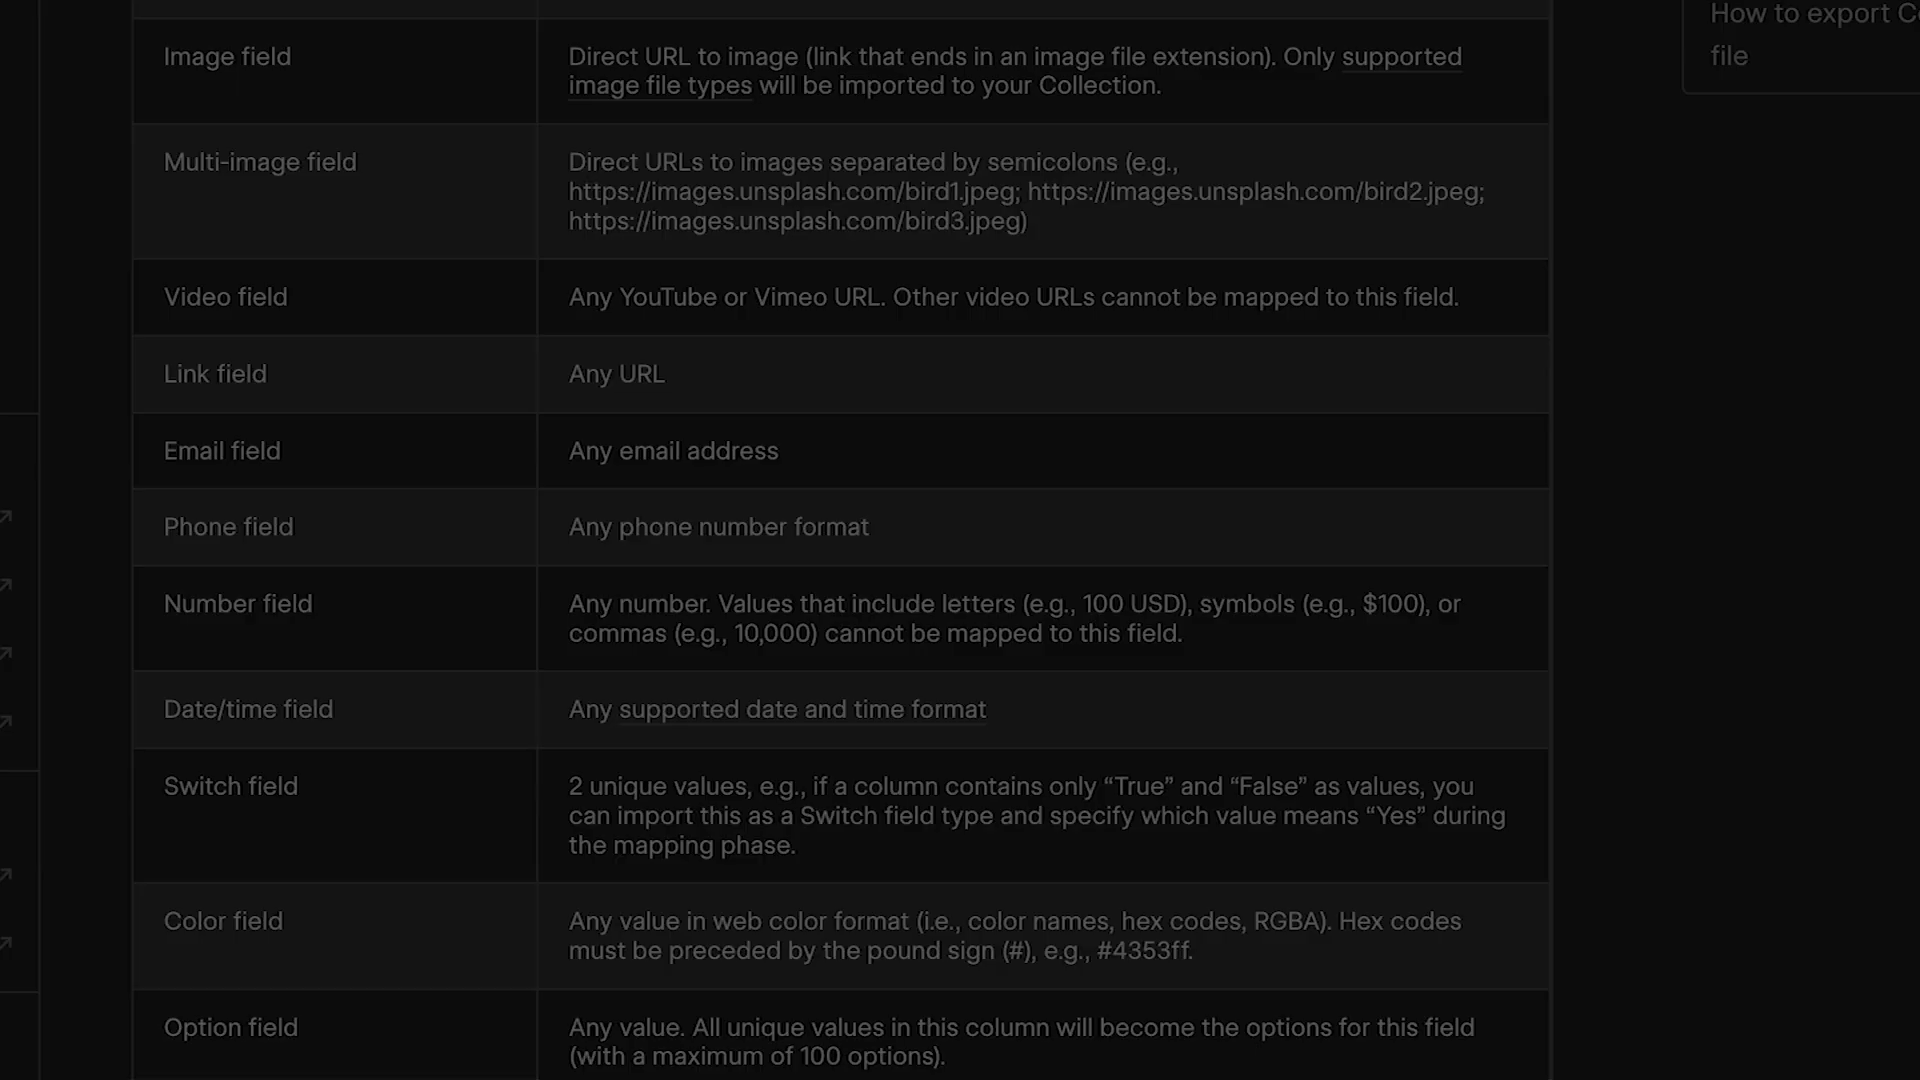 How to export
file
Image field
Direct URL to image (link that ends in an image file extension). Only supported
image file types will be imported to your Collection.
Multi-image field
Direct URLs to images separated by semicolons (e.g.,
https://images.unsplash.com/bird1.jpeg; https://images.unsplash.com/bird2.jpeg;
https://images.unsplash.com/bird3.jpeg)
Video field
Any YouTube or Vimeo URL. Other video URLs cannot be mapped to this field.
Link field
Any URL
Email field
Any email address
Phone field
Any phone number format
Number field
Any number. Values that include letters (e.g., 100 USD), symbols (e.g., $100), or
commas (e.g., 10,000) cannot be mapped to this field.
Date/time field
Any supported date and time format
Switch field
2 unique values, e.g., if a column contains only “True” and “False” as values, you
can import this as a Switch field type and specify which value means “Yes” during
the mapping phase.
Color field
Any value in web color format (i.e., color names, hex codes, RGBA). Hex codes
must be preceded by the pound sign (#), e.g., #4353ff.
Option field
Any value. All unique values in this column will become the options for this field
(with a maximum of 100 options).